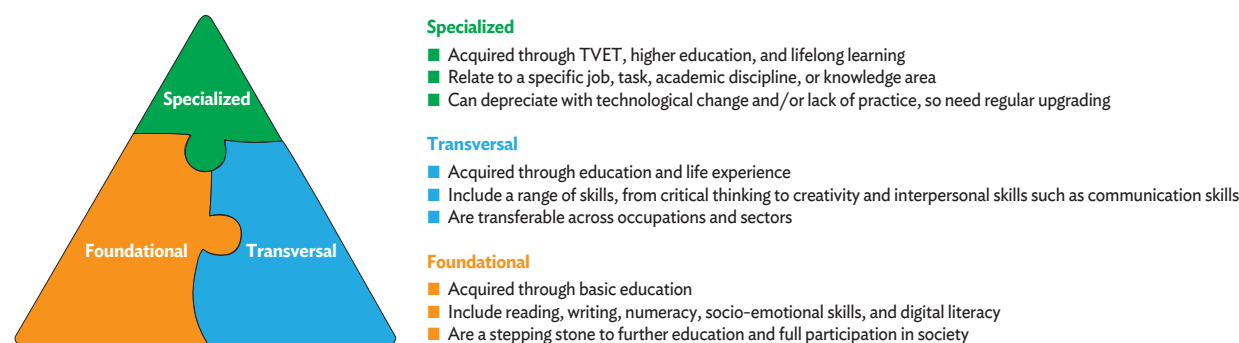 Specialized
Foundational
Transversal
Specialized
Acquired through TVET, higher education, and lifelong learning
Relate to a specific job, task, academic discipline, or knowledge area
Can depreciate with technological change and/or lack of practice, so need regular upgrading
Transversal
Acquired through education and life experience
Include a range of skills, from critical thinking to creativity and interpersonal skills such as communication skills
Are transferable across occupations and sectors
Foundational
Acquired through basic education
Include reading, writing, numeracy, socio-emotional skills, and digital literacy
Are a stepping stone to further education and full participation in society